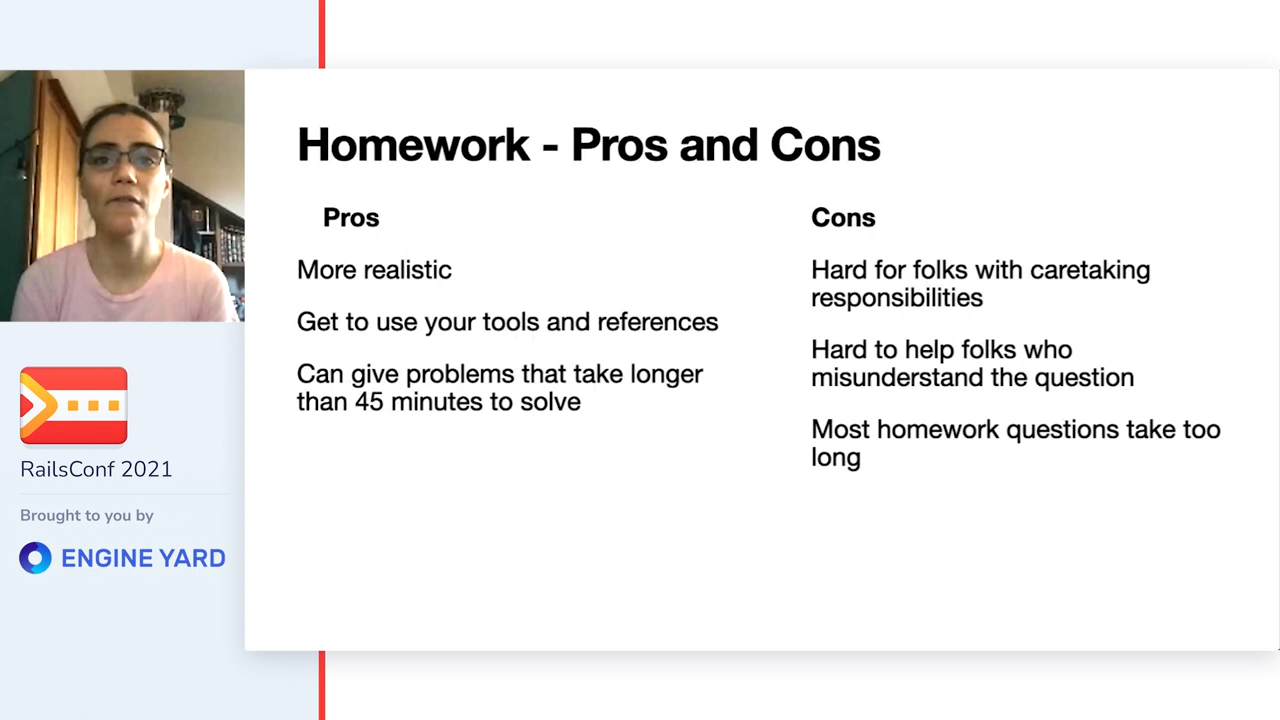 Homework - Pros and Cons
Pros
More realistic
Get to use your tools and references
Can give problems that take longer
than 45 minutes to solve
Cons
Hard for folks with caretaking
responsibilities
Hard to help folks who
misunderstand the question
Most homework questions take too
long
RailsConf 2021
Brought to you by
ENGINE YARD